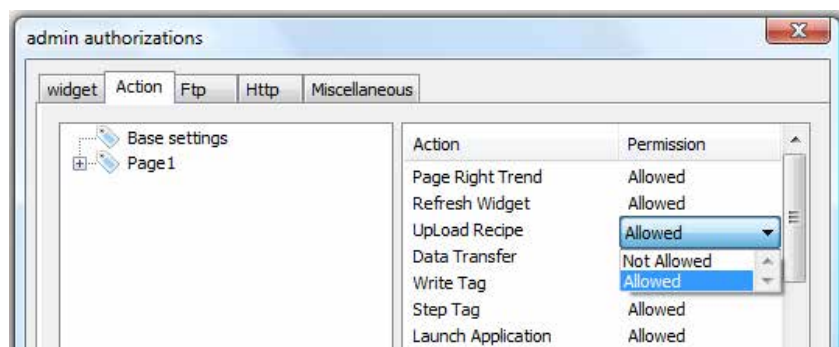 admin authorizations
widget Action Ftp Http Miscellaneous
Base settings
Page1
Action Permission
Page Right Trend Allowed
Refresh Widget Allowed
UpLoad Recipe Allowed
Data Transfer Not Allowed
Write Tag Allowed
Step Tag Allowed
Launch Application Allowed